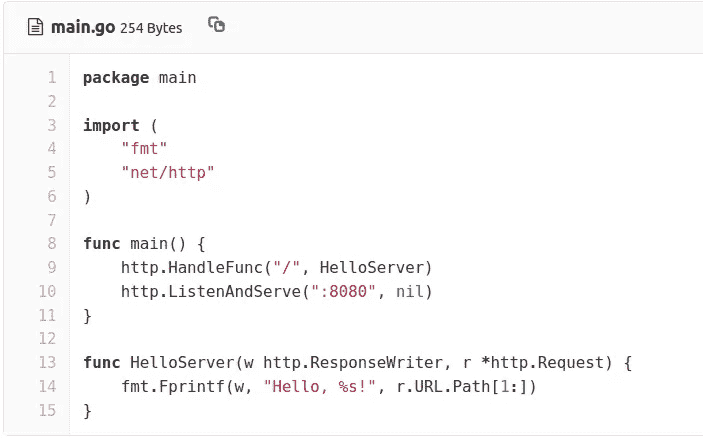 main.go 254 Bytes
1 package main
2
3 import (
4     "fmt"
5     "net/http"
6 )
7
8 func main() {
9     http.HandleFunc("/", HelloServer)
10     http.ListenAndServe(":8080", nil)
11 }
12
13 func HelloServer(w http.ResponseWriter, r *http.Request) {
14     fmt.Fprintf(w, "Hello, %s!", r.URL.Path[1:])
15 }